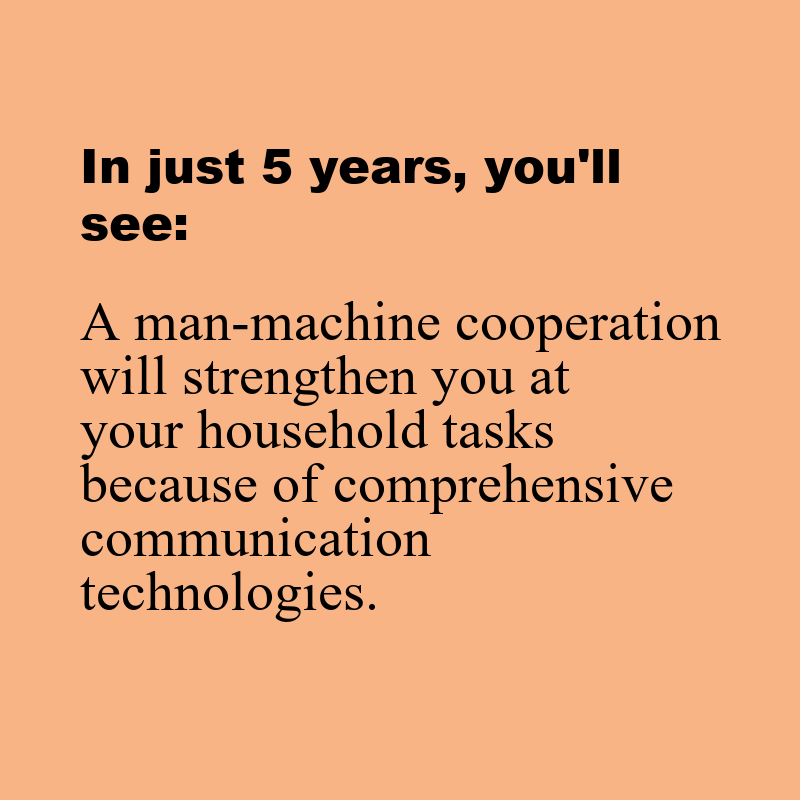 In just 5 years, you'll
see:
A man-machine cooperation
will strengthen you at
your household tasks
because of comprehensive
communication
technologies.